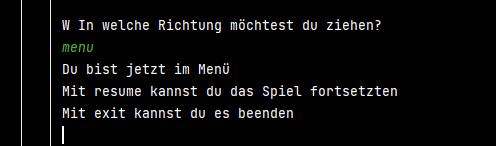 W In welche Richtung möchtest du ziehen?
menu
Du bist jetzt im Menü
Mit resume kannst du das Spiel fortsetzten
Mit exit kannst du es beenden